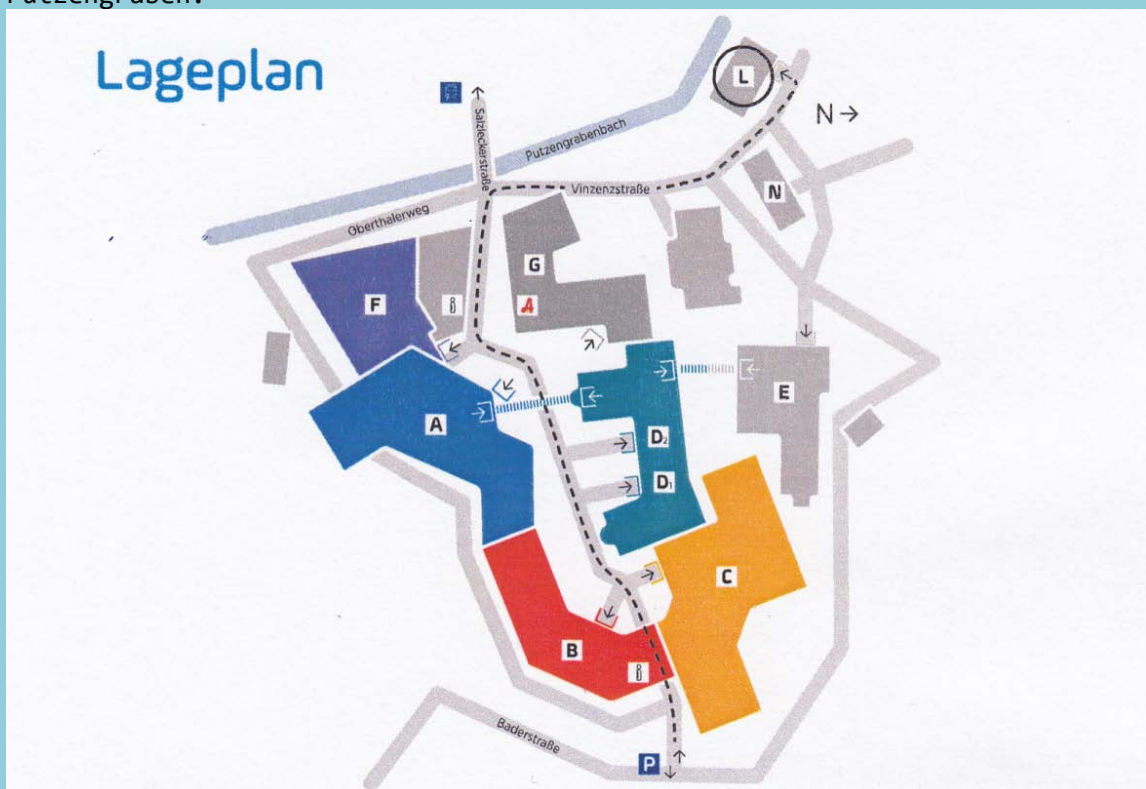 Putzengraben.
Lageplan
L
N →
Salzleckerstraße
Putzengrabenbach
Vinzenzstraße
N
Oberthalerweg
G
F
i
A
E
A
D2
D1
C
B
i
Baderstraße
P